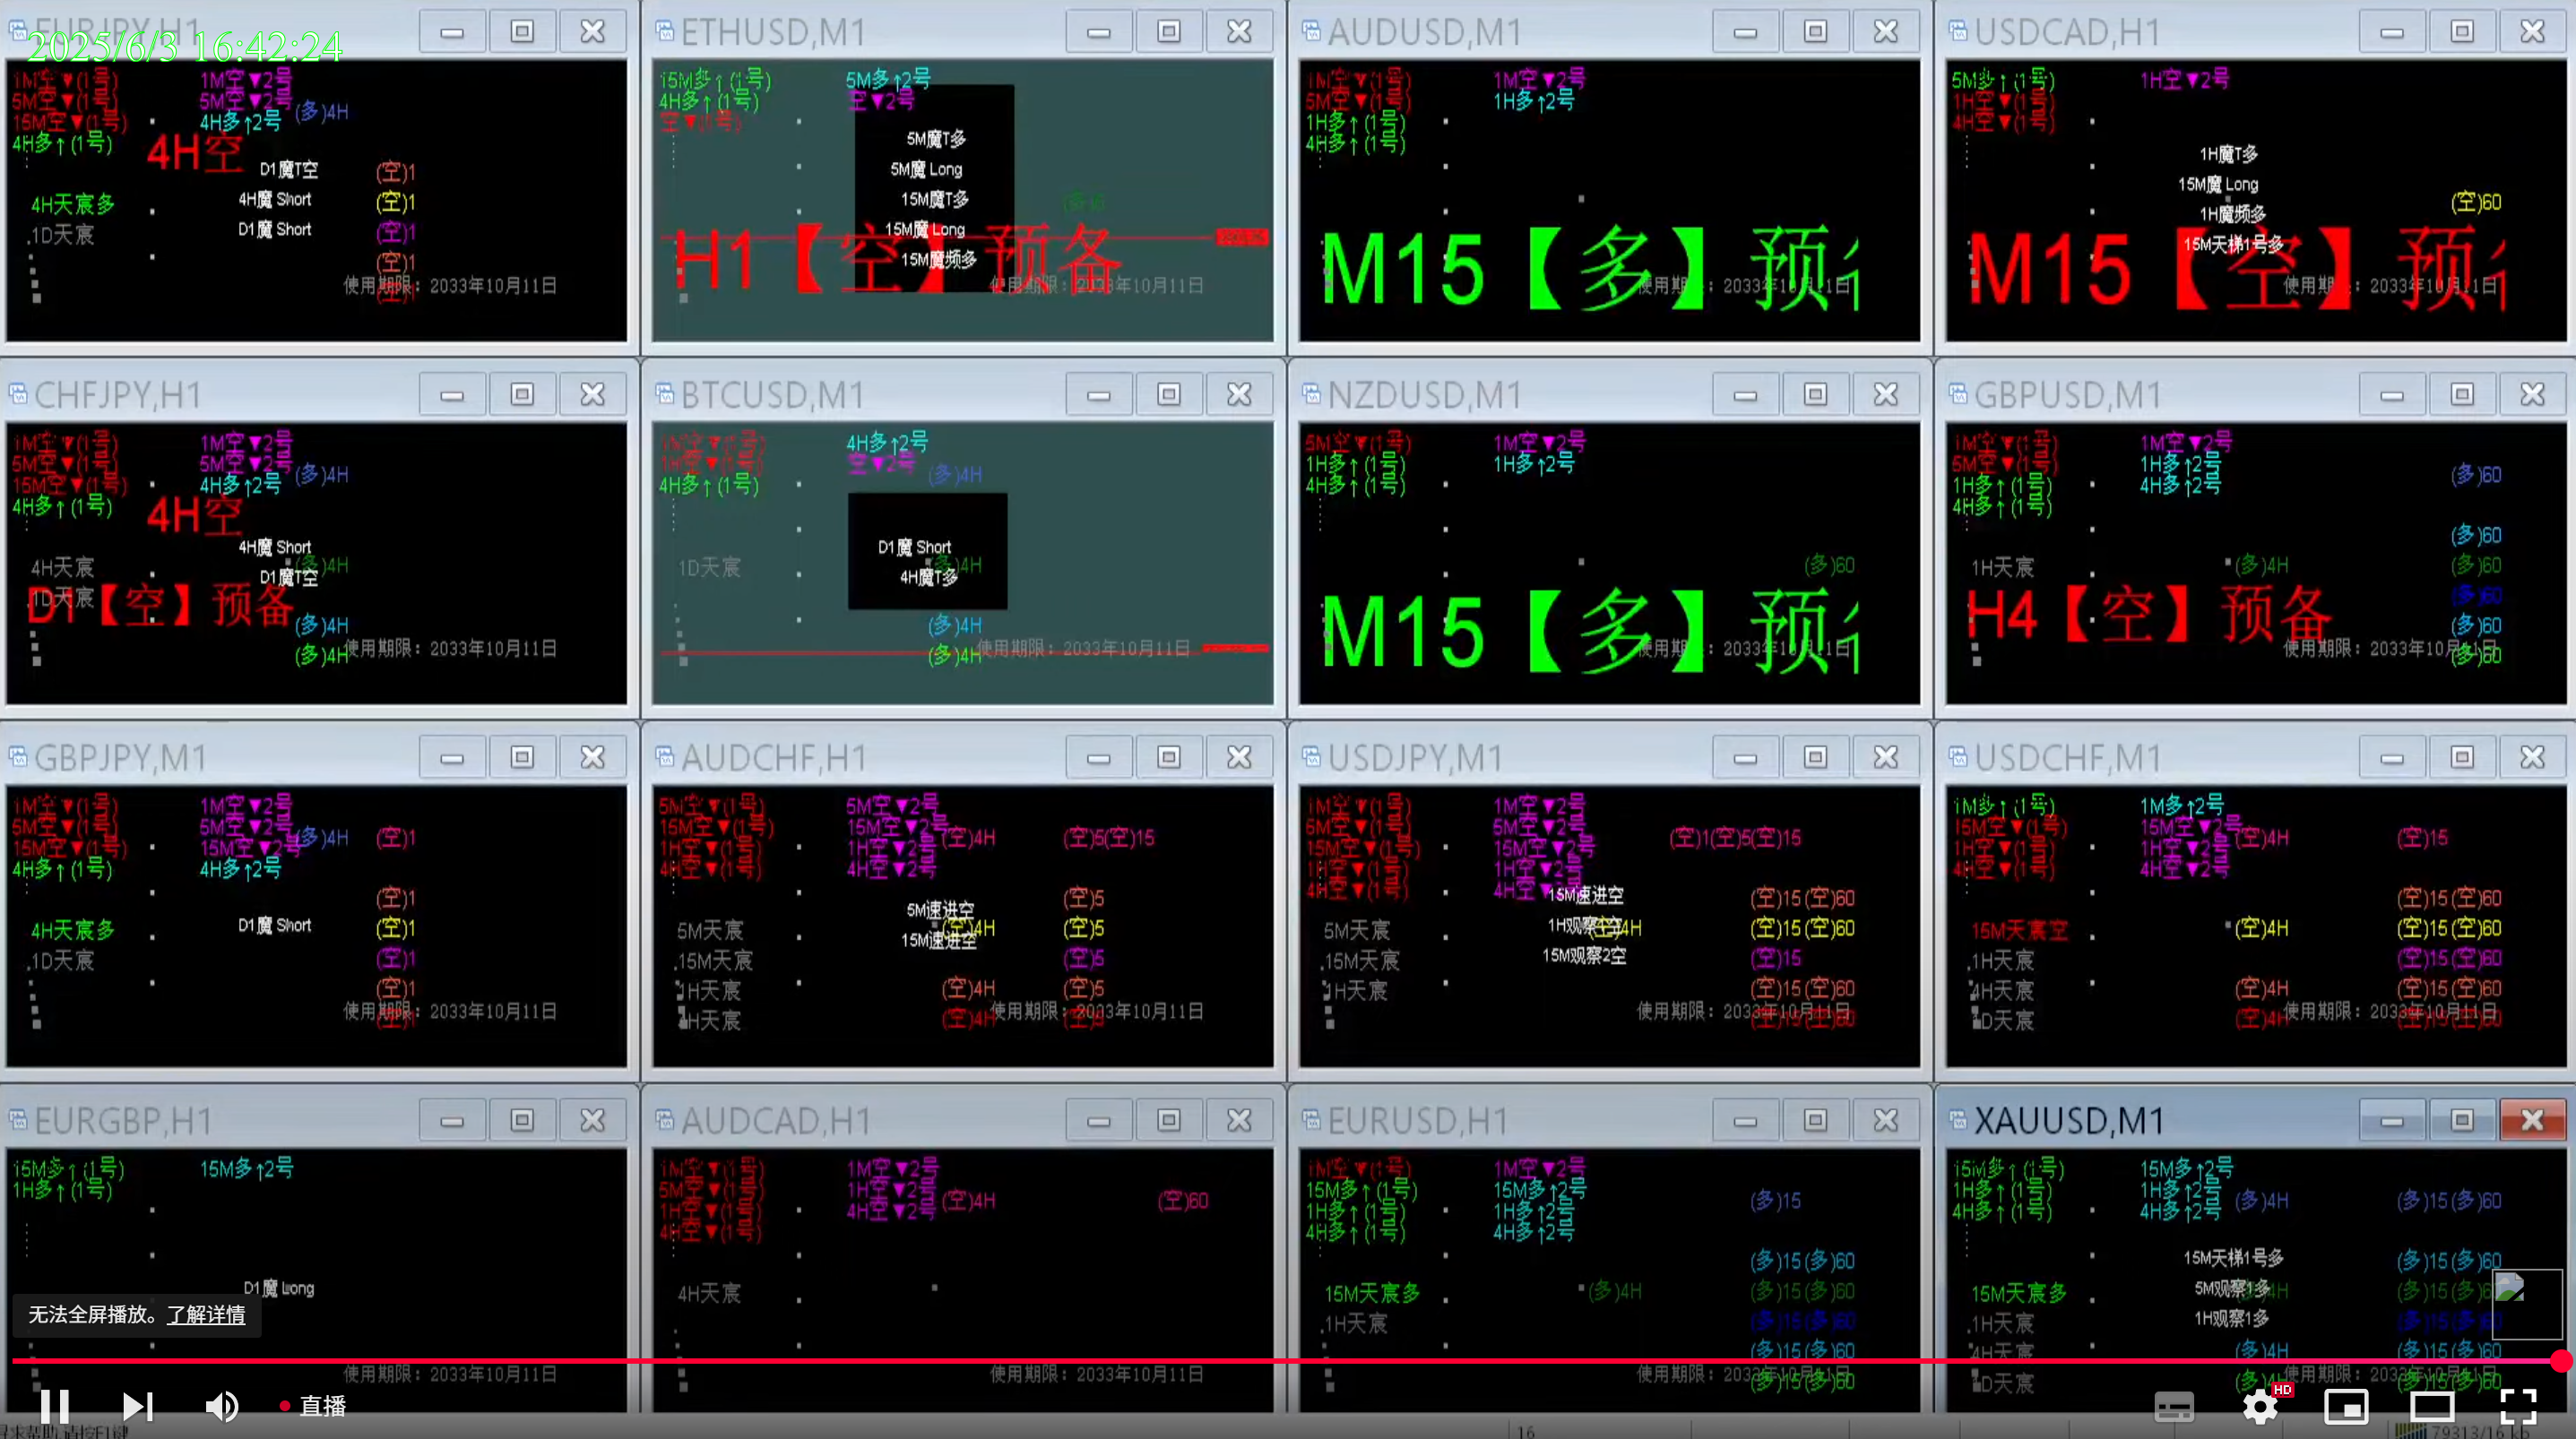 EURJPY,H1
2025/6/3 16:42:24
1M空▼(1号)
5M空▼(1号)
15M空▼(1号)
4H多↑(1号)
1M空▼2号
5M空▼2号
4H多↑2号
(多)4H
4H空
D1魔T空
4H魔 Short
D1魔 Short
(空)1
(空)1
(空)1
(空)1
4H天宸多
1D天宸
使用期限: 2033年10月11日
ETHUSD,M1
15M多↑(1号)
4H多↑(1号)
空▼(1号)
5M多↑2号
空▼2号
5M魔T多
5M魔 Long
15M魔T多
15M魔 Long
15M魔频多
H1【空】预备
使用期限: 2033年10月11日
AUDUSD,M1
1M空▼(1号)
5M空▼(1号)
1H多↑(1号)
4H多↑(1号)
1M空▼2号
1H多↑2号
M15【多】预
使用期: 2033年10月11日
USDCAD,H1
5M多↑(1号)
1H空▼(1号)
4H空▼(1号)
1H空▼2号
1H魔T多
15M魔 Long
1H魔频多
15M天梯1号多
(空)60
M15【空】预
使用期限: 2033年10月11日
CHFJPY,H1
1M空▼(1号)
5M空▼(1号)
15M空▼(1号)
4H多↑(1号)
1M空▼2号
5M空▼2号
4H多↑2号
(多)4H
4H空
4H魔 Short
(多)4H
D1魔T空
4H天宸
1D天宸
D1【空】预备
(多)4H
(多)4H
使用期限: 2033年10月11日
BTCUSD,M1
1M空▼(1号)
1H空▼(1号)
4H多↑(1号)
4H多↑2号
空▼2号
(多)4H
D1魔 Short
(多)4H
4H魔T多
1D天宸
(多)4H
(多)4H
使用期限: 2033年10月11日
NZDUSD,M1
5M空▼(1号)
1H多↑(1号)
4H多↑(1号)
1M空▼2号
1H多↑2号
(多)60
M15【多】预
使用期: 2033年10月11日
GBPUSD,M1
1M空▼(1号)
5M空▼(1号)
1H多↑(1号)
4H多↑(1号)
1M空▼2号
1H多↑2号
4H多↑2号
(多)60
(多)60
1H天宸
(多)4H
(多)60
(多)60
H4【空】预备
(多)60
(多)60
使用期限: 2033年10月11日
GBPJPY,M1
1M空▼(1号)
5M空▼(1号)
15M空▼(1号)
4H多↑(1号)
1M空▼2号
5M空▼2号
15M空▼2号
4H多↑2号
(多)4H
(空)1
(空)1
4H天宸多
D1魔 Short
(空)1
1D天宸
(空)1
(空)1
使用期限: 2033年10月11日
AUDCHF,H1
5M空▼(1号)
15M空▼(1号)
1H空▼(1号)
4H空▼(1号)
5M空▼2号
15M空▼2号
1H空▼2号
4H空▼2号
(空)4H
(空)5(空)15
(空)5
5M速进空
(空)4H
(空)5
15M速进空
5M天宸
15M天宸
1H天宸
4H天宸
(空)5
(空)4H
(空)5
(空)4H
使用期限: 2033年10月11日
USDJPY,M1
1M空▼(1号)
5M空▼(1号)
15M空▼(1号)
1H空▼(1号)
4H空▼(1号)
1M空▼2号
5M空▼2号
15M空▼2号
1H空▼2号
4H空▼2号
(空)1(空)5(空)15
15M速进空
(空)15(空)60
1H观察
(空)4H
(空)15(空)60
15M观察2空
5M天宸
15M天宸
1H天宸
(空)15
(空)15(空)60
(空)15(空)60
使用期限: 2033年10月11日
USDCHF,M1
1M多↑(1号)
15M空▼(1号)
1H空▼(1号)
4H空▼(1号)
1M多↑2号
15M空▼2号
1H空▼2号
4H空▼2号
(空)4H
(空)15
(空)15(空)60
15M天宸空
(空)4H
(空)15(空)60
1H天宸
(空)15(空)60
4H天宸
(空)4H
(空)15(空)60
1D天宸
(空)4H
(空)15(空)60
使用期限: 2033年10月11日
EURGBP,H1
15M多↑(1号)
1H多↑(1号)
15M多↑2号
D1魔 Long
使用期限: 2033年10月11日
AUDCAD,H1
1M空▼(1号)
5M空▼(1号)
1H空▼(1号)
4H空▼(1号)
1M空▼2号
1H空▼2号
4H空▼2号
(空)4H
(空)60
4H天宸
使用期限: 2033年10月11日
EURUSD,H1
1M空▼(1号)
15M多↑(1号)
1H多↑(1号)
4H多↑(1号)
1M空▼2号
15M多↑2号
1H多↑2号
4H多↑2号
(多)15
(多)15(多)60
15M天宸多
(多)4H
(多)15(多)60
1H天宸
(多)15(多)60
(多)15(多)60
(多)15(多)60
使用期限: 2033年10月11日
XAUUSD,M1
15M多↑(1号)
1H多↑(1号)
4H多↑(1号)
15M多↑2号
1H多↑2号
4H多↑2号
(多)4H
(多)15(多)60
15M天梯1号多
(多)15(多)60
15M天宸多
5M观察1多
1H天宸
1H观察1多
4H天宸
(多)4H
(多)15(多)60
1D天宸
使用期限: 2033年10月11日
无法全屏播放。了解详情
直播
HD
16
79313/16 kb